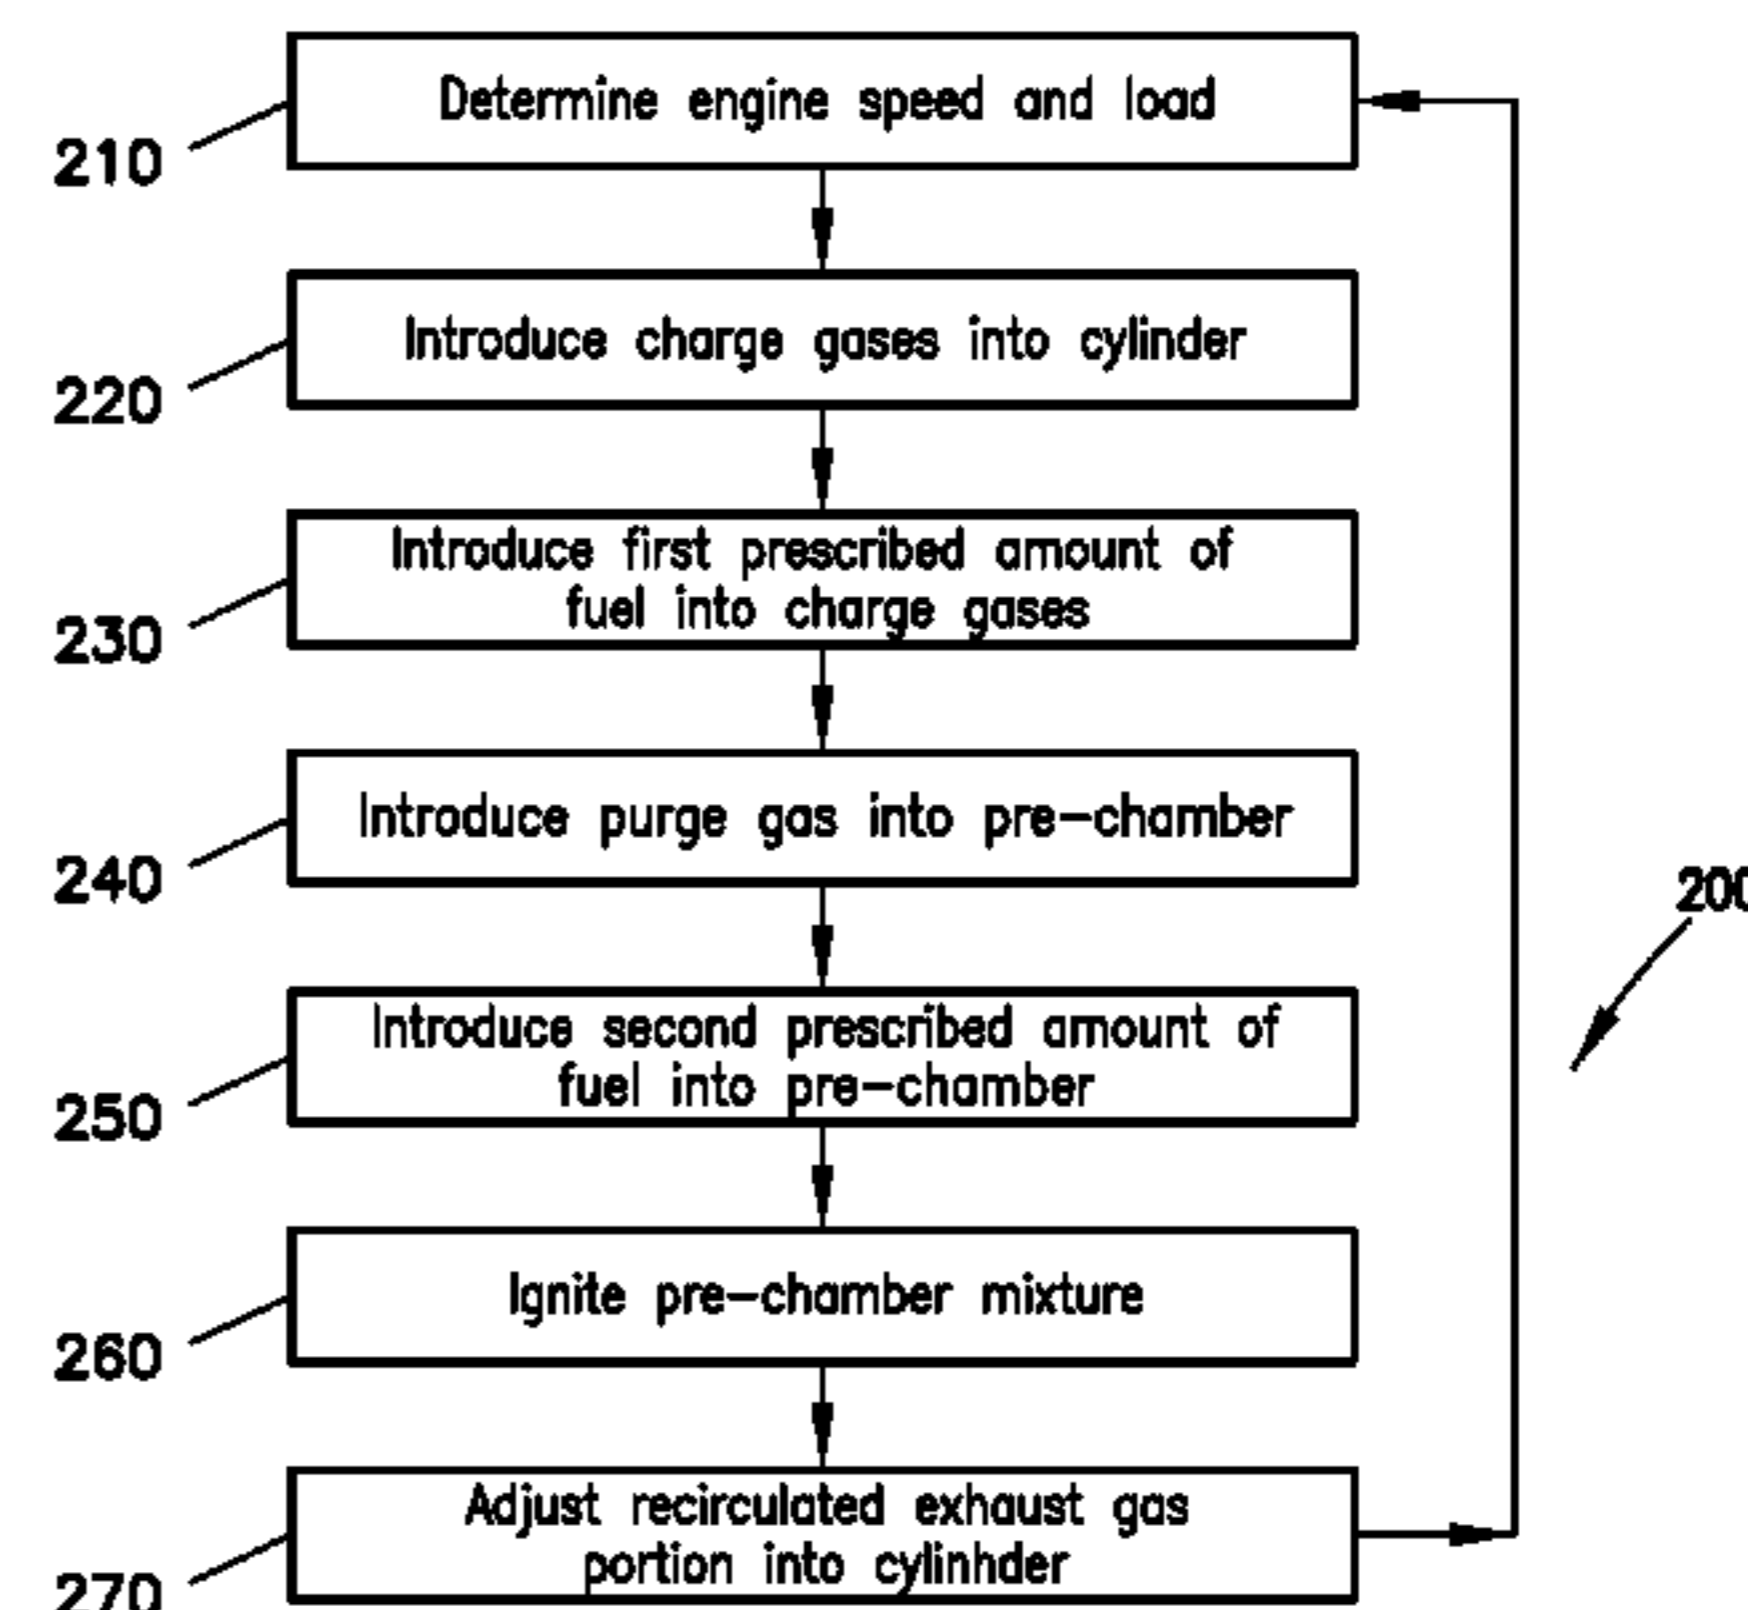 Determine engine speed and load
210
Introduce charge gases into cylinder
220
Introduce first prescribed amount of
fuel into charge gases
230
Introduce purge gas into pre-chamber
240
200
Introduce second prescribed amount of
fuel into pre-chamber
250
Ignite pre-chamber mixture
260
Adjust recirculated exhaust gas
portion into cylinhder
270